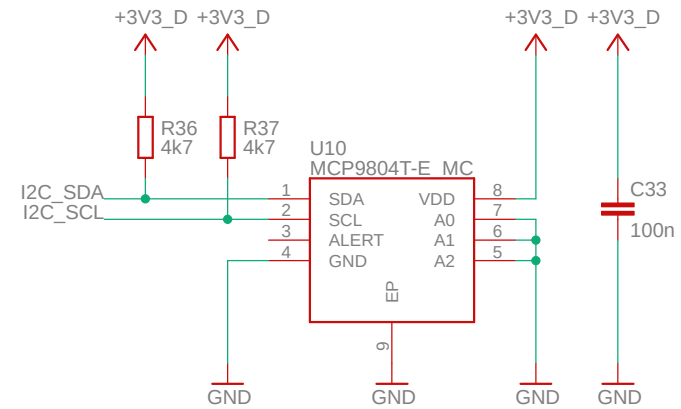 +3V3_D +3V3_D +3V3_D +3V3_D
R36 R37
4k7 4k7
U10
MCP9804T-E_MC
I2C_SDA 1 SDA VDD 8 C33
I2C_SCL 2 SCL A0 7
3 ALERT A1 6 100n
4 GND A2 5
EP
9
GND GND GND GND